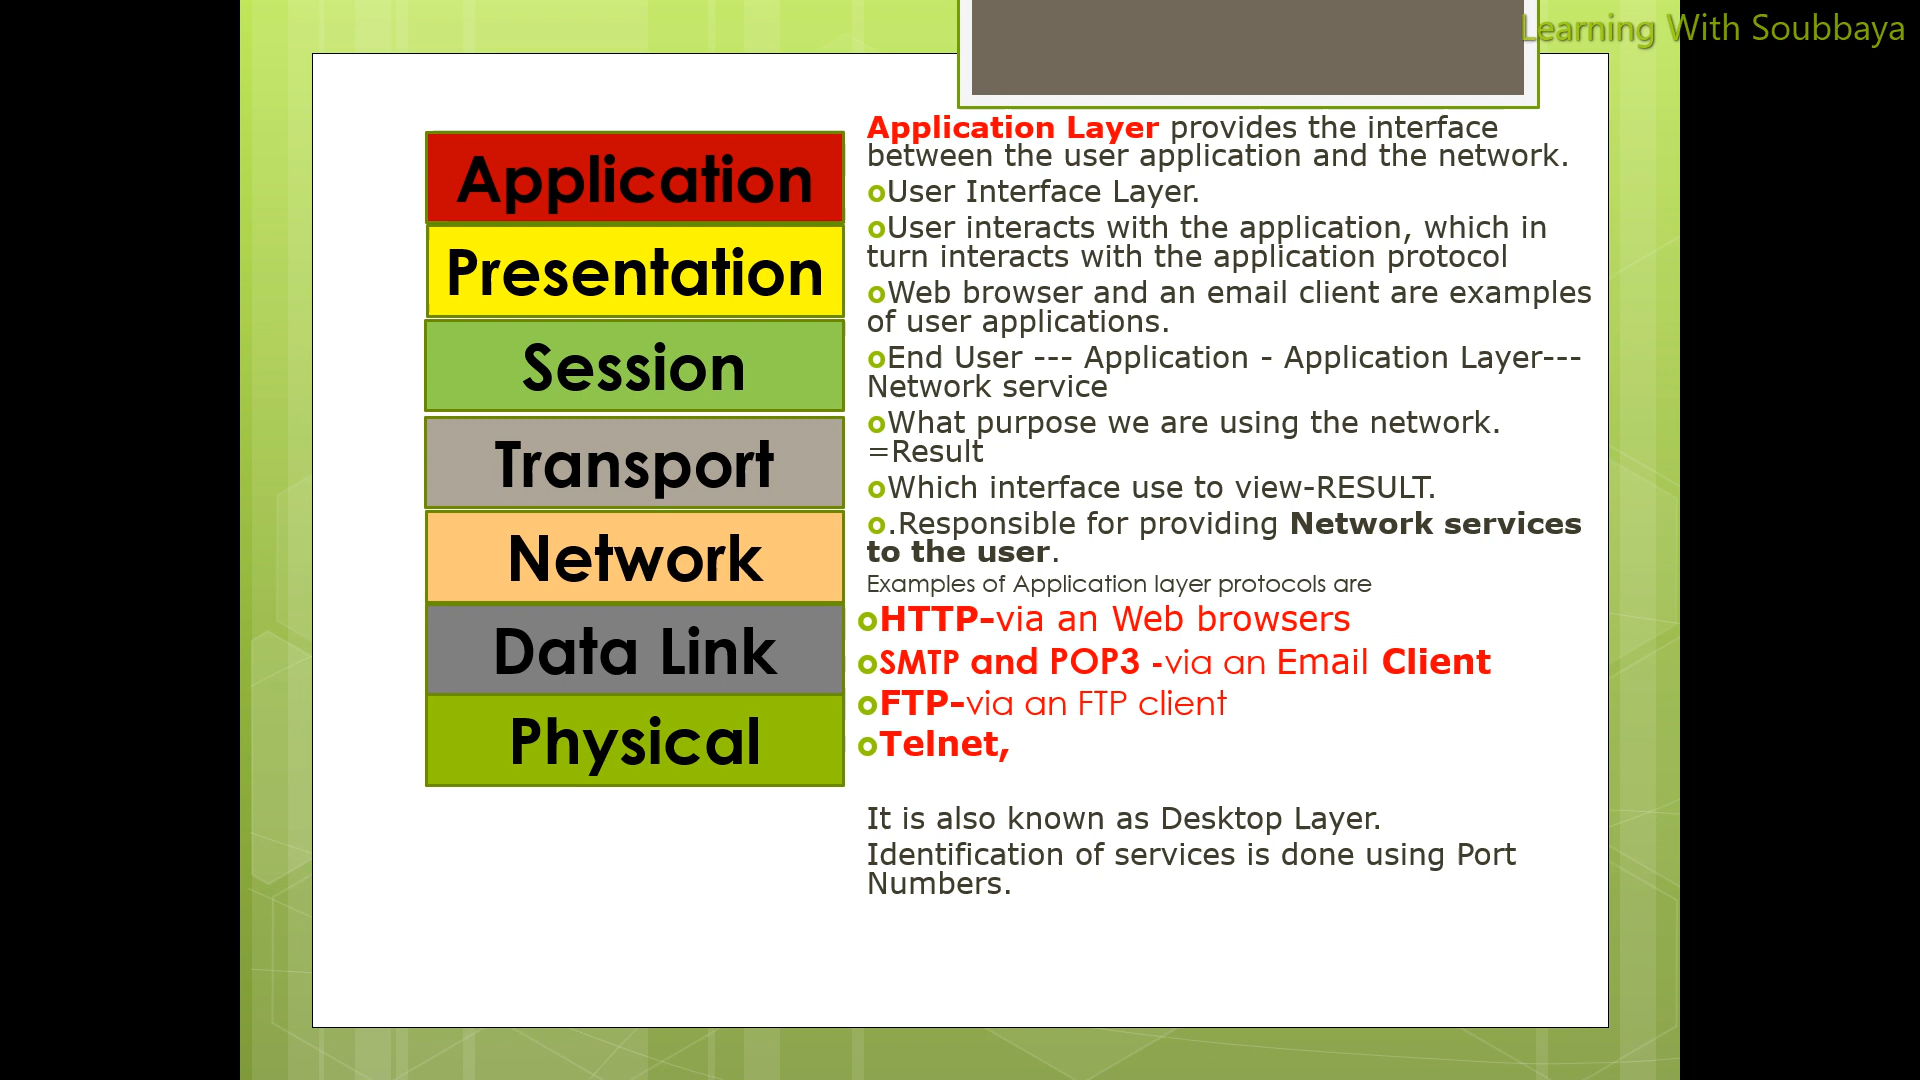 Learning With Soubbaya
Application
Presentation
Session
Transport
Network
Data Link
Physical
Application Layer provides the interface
between the user application and the network.
User Interface Layer.
User interacts with the application, which in
turn interacts with the application protocol
Web browser and an email client are examples
of user applications.
End User --- Application - Application Layer---
Network service
What purpose we are using the network.
=Result
Which interface use to view-RESULT.
.Responsible for providing Network services
to the user.
Examples of Application layer protocols are
HTTP-via an Web browsers
SMTP and POP3 -via an Email Client
FTP-via an FTP client
Telnet,
It is also known as Desktop Layer.
Identification of services is done using Port
Numbers.